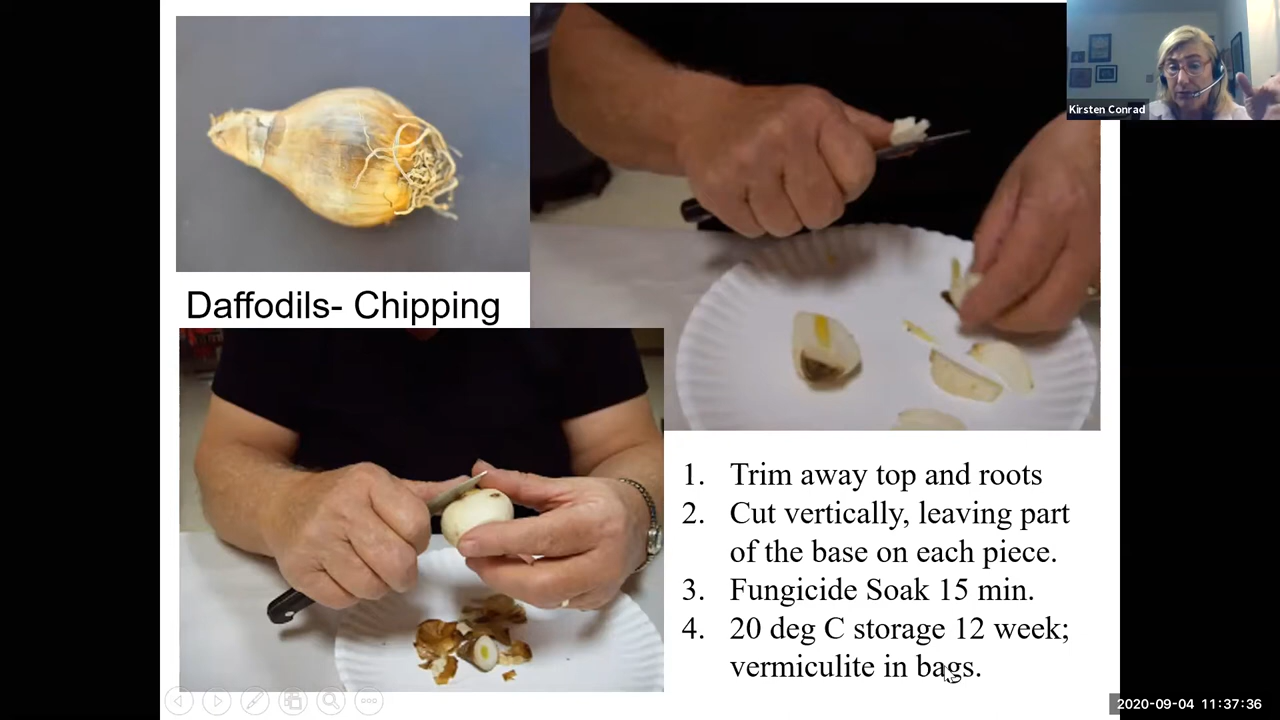 Kirsten Conrad
Daffodils- Chipping
1. Trim away top and roots
2. Cut vertically, leaving part
of the base on each piece.
3. Fungicide Soak 15 min.
4. 20 deg C storage 12 week;
vermiculite in bags.
2020-09-04 11:37:36